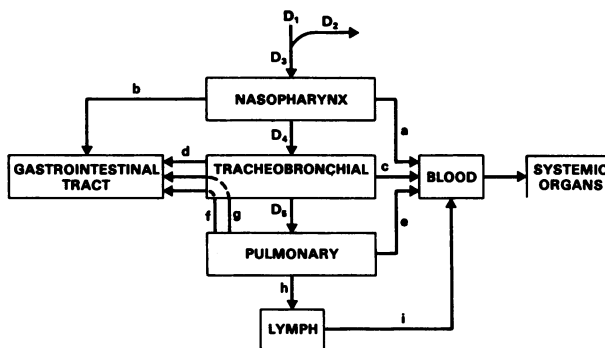 D1
D2
D3
b
NASOPHARYNX
a
D4
GASTROINTESTINAL
TRACT
d
TRACHEOBRONCHIAL
c
BLOOD
SYSTEMIC
ORGANS
f
g
D5
e
PULMONARY
h
LYMPH
i